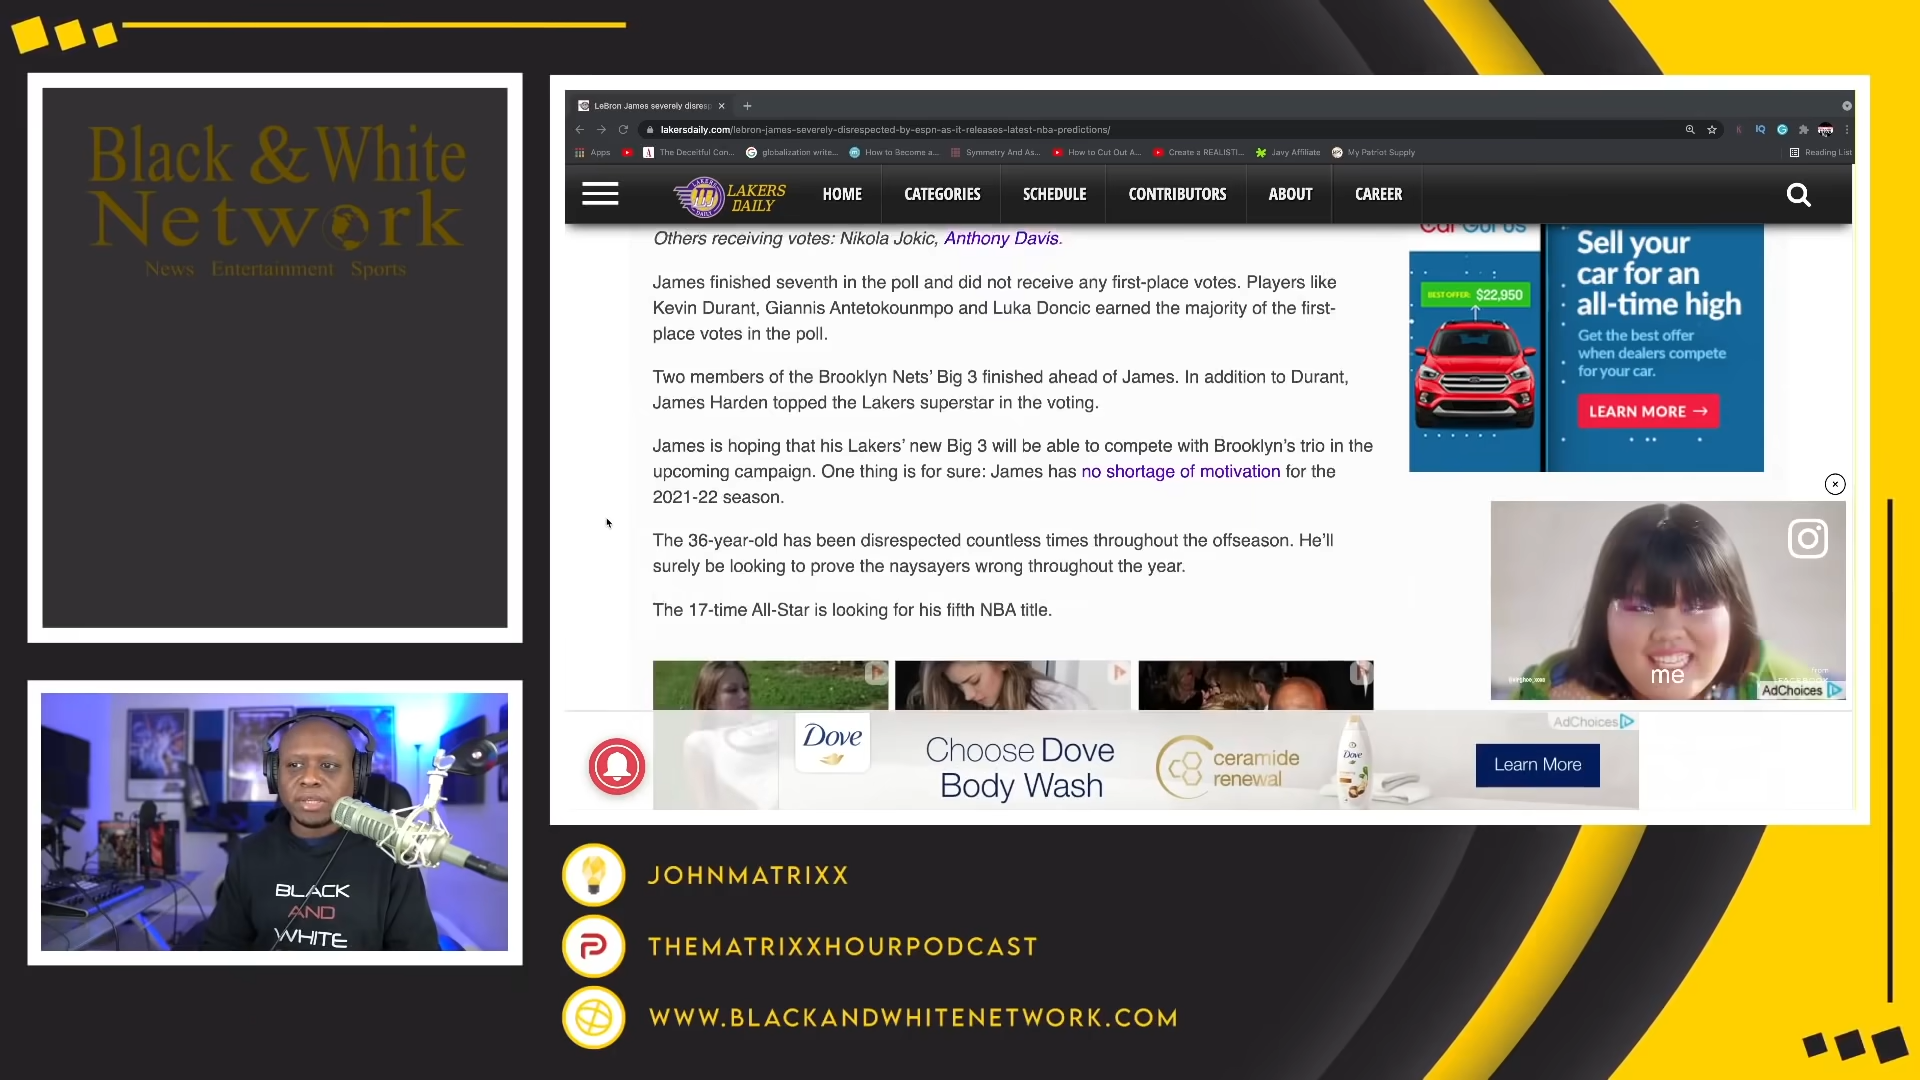 Black & White
Network
News Entertainment Sports
LeBron James severely disresp
lakersdaily.com/lebron-james-severely-disrespected-by-espn-as-it-releases-latest-nba-predictions/
Apps
The Deceitful Con...
globalization write...
How to Become a...
Symmetry And As...
How to Cut Out A...
Create a REALISTI...
Javy Affiliate
My Patriot Supply
Reading List
LAKERS
DAILY
HOME
CATEGORIES
SCHEDULE
CONTRIBUTORS
ABOUT
CAREER
Others receiving votes: Nikola Jokic, Anthony Davis.
James finished seventh in the poll and did not receive any first-place votes. Players like
Kevin Durant, Giannis Antetokounmpo and Luka Doncic earned the majority of the first-
place votes in the poll.
Two members of the Brooklyn Nets’ Big 3 finished ahead of James. In addition to Durant,
James Harden topped the Lakers superstar in the voting.
James is hoping that his Lakers’ new Big 3 will be able to compete with Brooklyn’s trio in the
upcoming campaign. One thing is for sure: James has no shortage of motivation for the
2021-22 season.
The 36-year-old has been disrespected countless times throughout the offseason. He’ll
surely be looking to prove the naysayers wrong throughout the year.
The 17-time All-Star is looking for his fifth NBA title.
Sell your
car for an
all-time high
BEST OFFER: $22,950
Get the best offer
when dealers compete
for your car.
LEARN MORE →
me
AdChoices
AdChoices
Dove
Choose Dove
Body Wash
ceramide
renewal
Dove
Learn More
BLACK
AND
WHITE
JOHNMATRIXX
THEMATRIXXHOURPODCAST
WWW.BLACKANDWHITENETWORK.COM